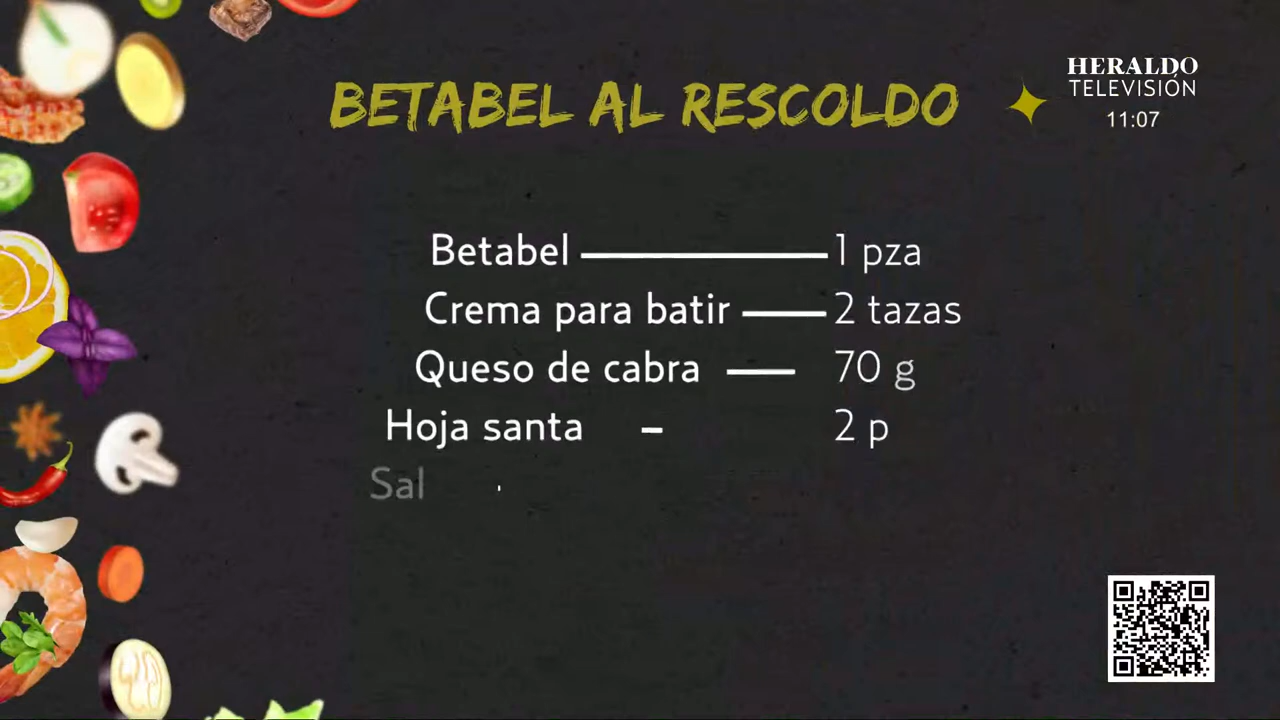 BETABEL AL RESCOLDO
HERALDO
TELEVISIÓN
11:07
Betabel 1 pza
Crema para batir 2 tazas
Queso de cabra 70 g
Hoja santa 2 p
Sal